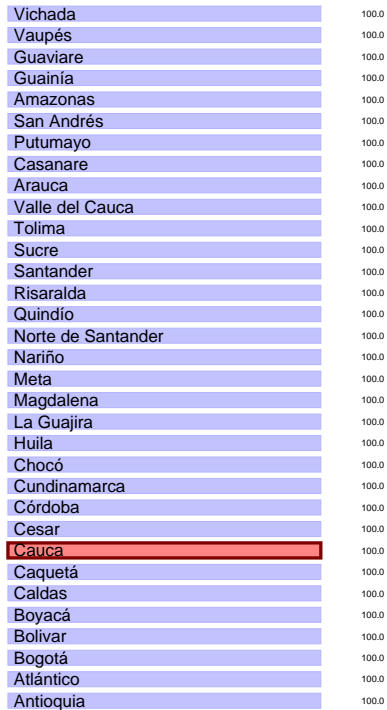 Vichada 100.0
Vaupés 100.0
Guaviare 100.0
Guainía 100.0
Amazonas 100.0
San Andrés 100.0
Putumayo 100.0
Casanare 100.0
Arauca 100.0
Valle del Cauca 100.0
Tolima 100.0
Sucre 100.0
Santander 100.0
Risaralda 100.0
Quindío 100.0
Norte de Santander 100.0
Nariño 100.0
Meta 100.0
Magdalena 100.0
La Guajira 100.0
Huila 100.0
Chocó 100.0
Cundinamarca 100.0
Córdoba 100.0
Cesar 100.0
Cauca 100.0
Caquetá 100.0
Caldas 100.0
Boyacá 100.0
Bolivar 100.0
Bogotá 100.0
Atlántico 100.0
Antioquia 100.0